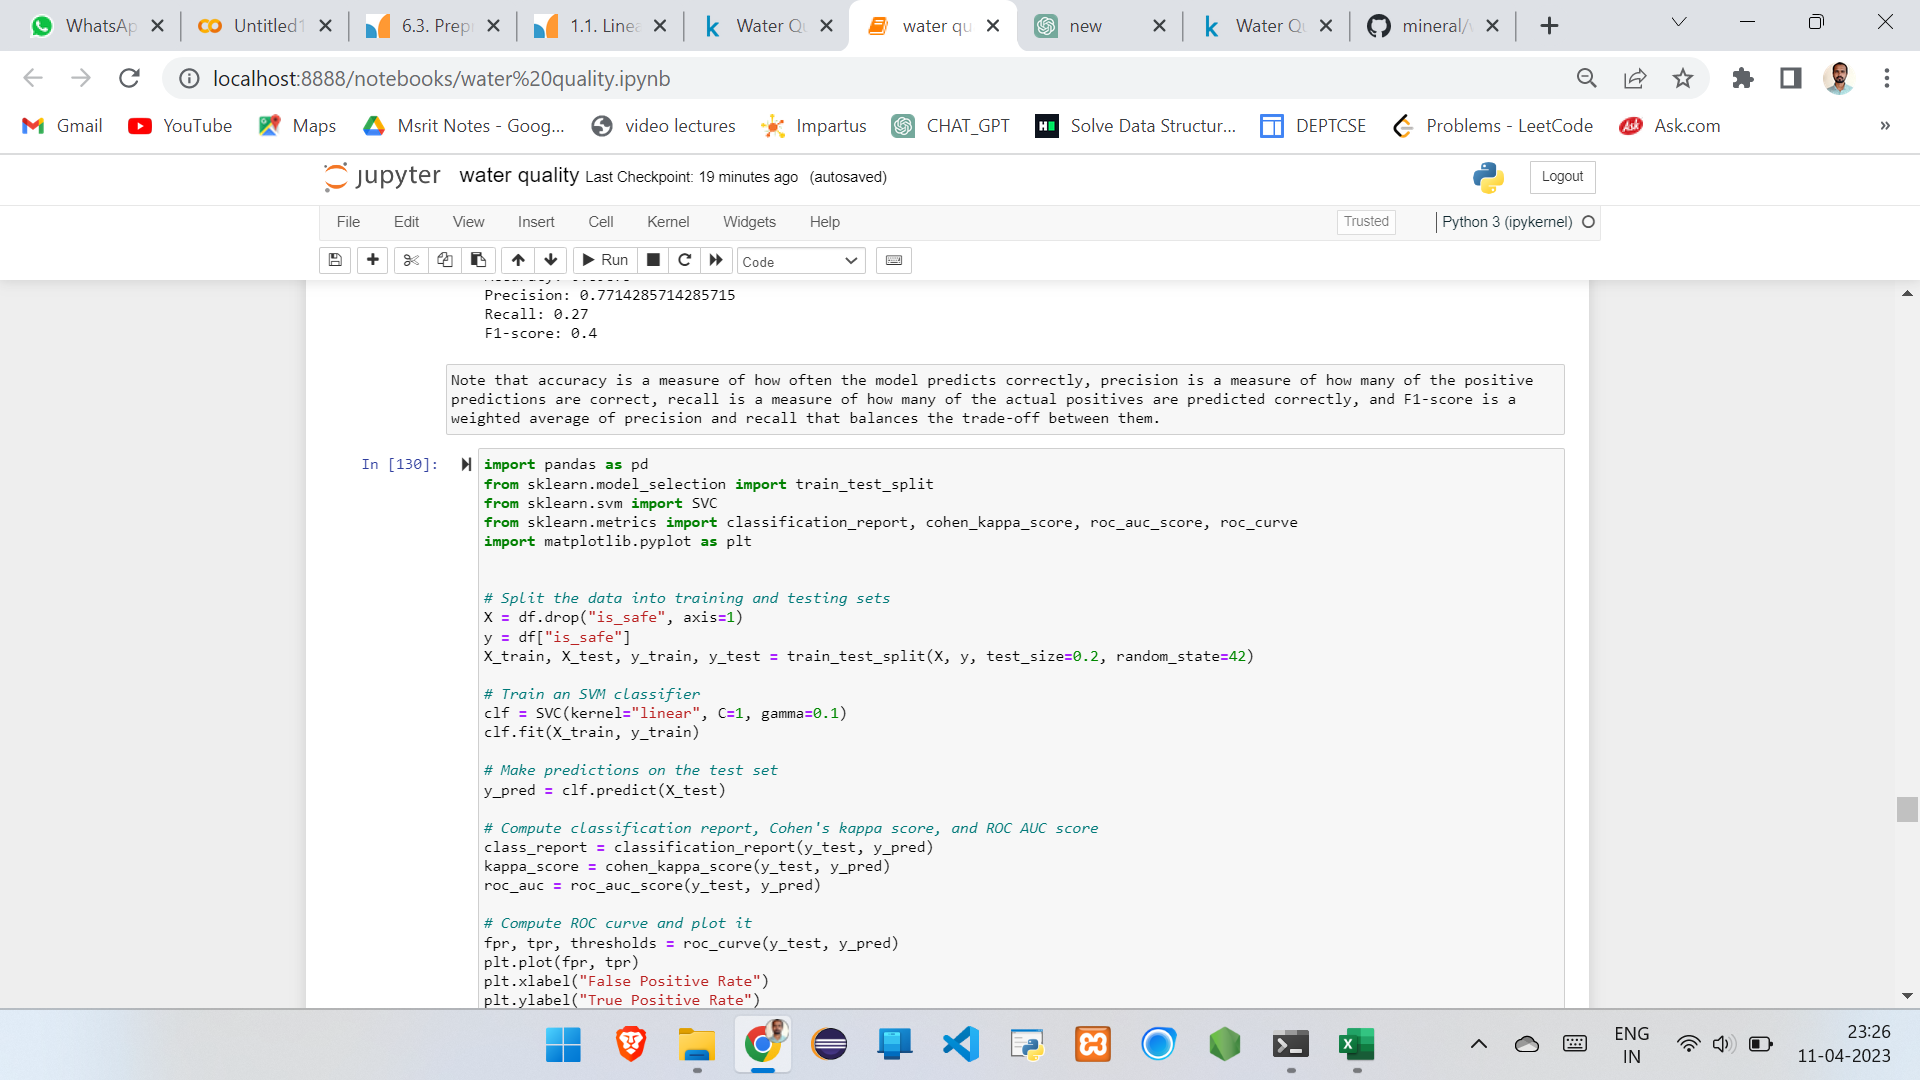 WhatsAp
Untitled1
6.3. Prep
1.1. Linea
Water Qu
water qu
new
Water Qu
mineral/
localhost:8888/notebooks/water%20quality.ipynb
Gmail
YouTube
Maps
Msrit Notes - Goog...
video lectures
Impartus
CHAT_GPT
Solve Data Structur...
DEPTCSE
Problems - LeetCode
Ask
Ask.com
»
jupyter water quality Last Checkpoint: 19 minutes ago (autosaved)
Logout
File Edit View Insert Cell Kernel Widgets Help
Trusted
Python 3 (ipykernel)
Run
Code
Precision: 0.7714285714285715
Recall: 0.27
F1-score: 0.4
Note that accuracy is a measure of how often the model predicts correctly, precision is a measure of how many of the positive
predictions are correct, recall is a measure of how many of the actual positives are predicted correctly, and F1-score is a
weighted average of precision and recall that balances the trade-off between them.
In [130]:
import pandas as pd
from sklearn.model_selection import train_test_split
from sklearn.svm import SVC
from sklearn.metrics import classification_report, cohen_kappa_score, roc_auc_score, roc_curve
import matplotlib.pyplot as plt
# Split the data into training and testing sets
X = df.drop("is_safe", axis=1)
y = df["is_safe"]
X_train, X_test, y_train, y_test = train_test_split(X, y, test_size=0.2, random_state=42)
# Train an SVM classifier
clf = SVC(kernel="linear", C=1, gamma=0.1)
clf.fit(X_train, y_train)
# Make predictions on the test set
y_pred = clf.predict(X_test)
# Compute classification report, Cohen's kappa score, and ROC AUC score
class_report = classification_report(y_test, y_pred)
kappa_score = cohen_kappa_score(y_test, y_pred)
roc_auc = roc_auc_score(y_test, y_pred)
# Compute ROC curve and plot it
fpr, tpr, thresholds = roc_curve(y_test, y_pred)
plt.plot(fpr, tpr)
plt.xlabel("False Positive Rate")
plt.ylabel("True Positive Rate")
ENG
IN
23:26
11-04-2023